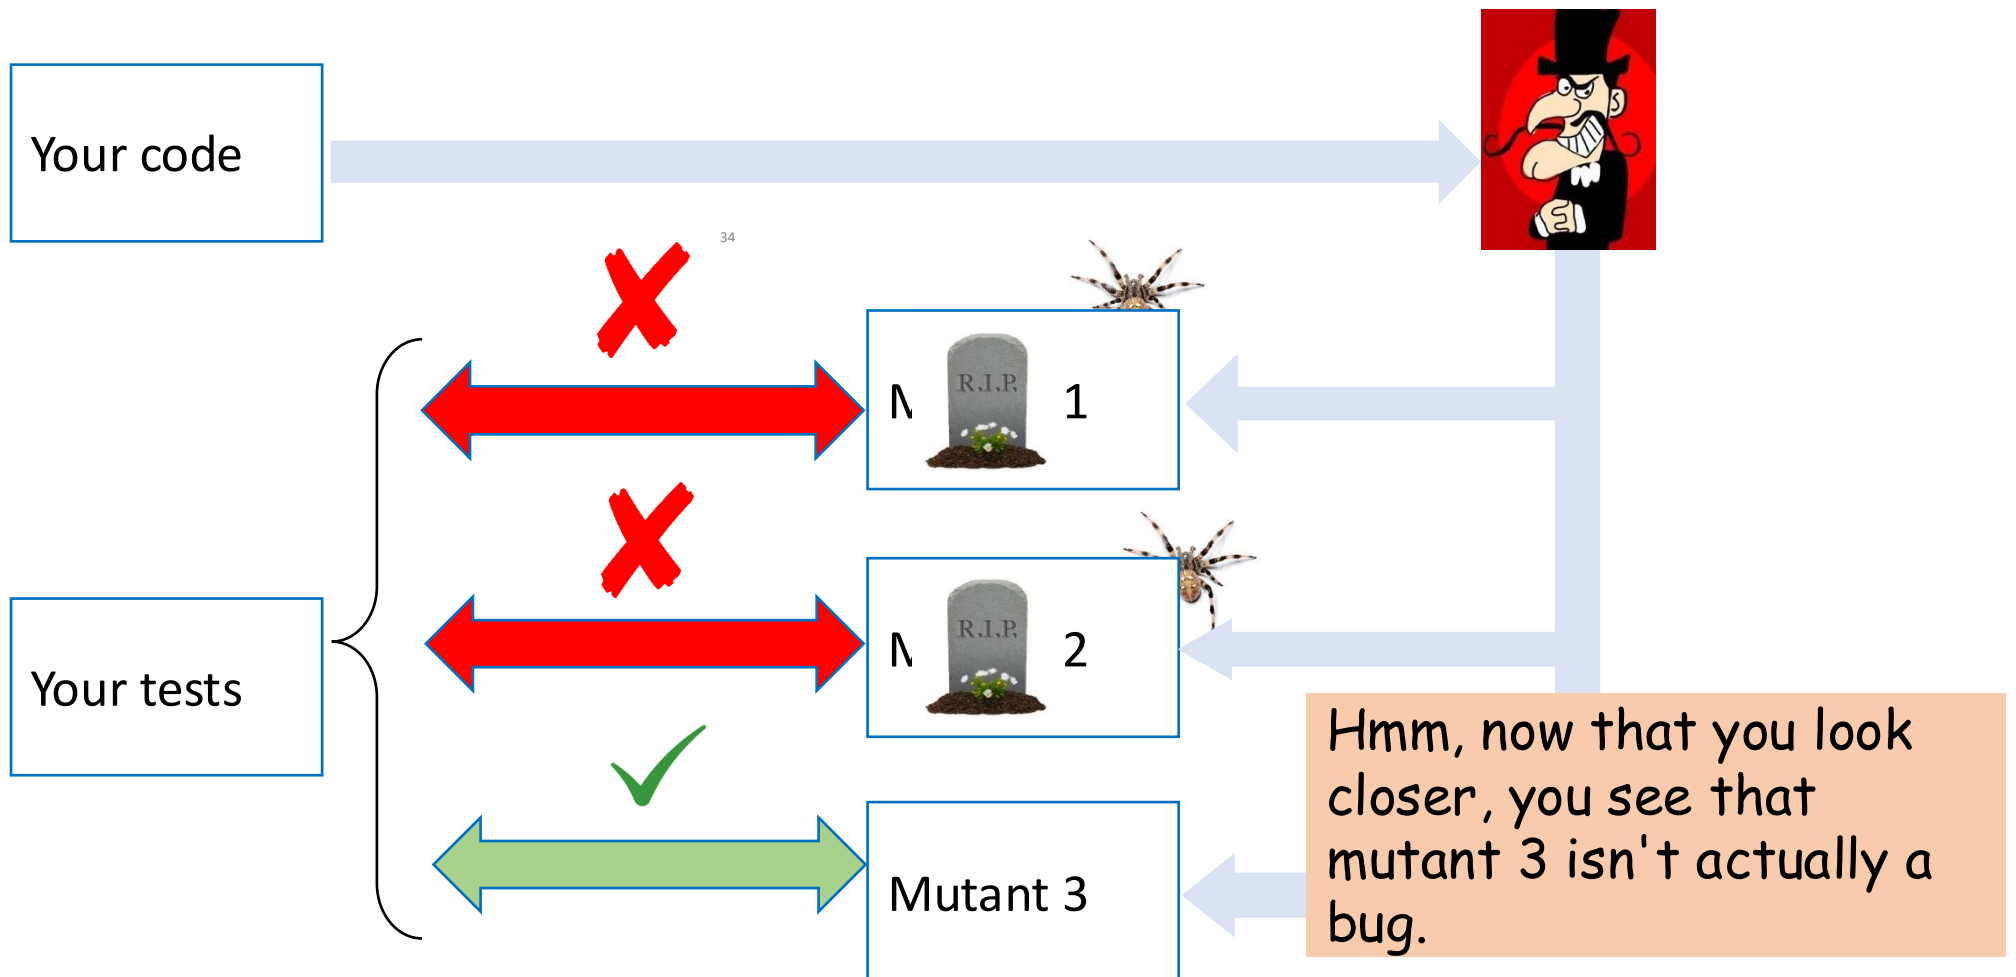 Your code
34
R.I.P.
1
R.I.P.
2
Your tests
Mutant 3
Hmm, now that you look
closer, you see that
mutant 3 isn't actually a
bug.